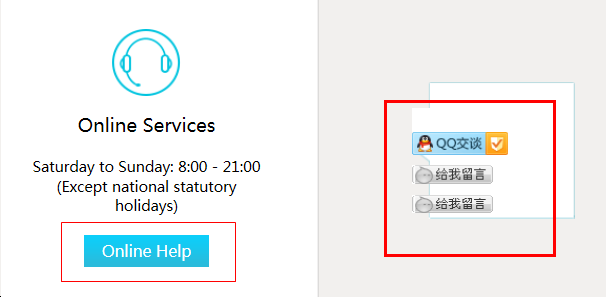 Online Services
Saturday to Sunday: 8:00 - 21:00
(Except national statutory
holidays)
Online Help
QQ交谈
给我留言
给我留言